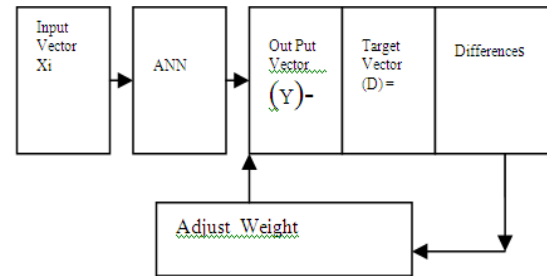 Input
Vector
Xi
ANN
Out Put
Vector
(Y)-
Target
Vector
(D) =
Differences
Adjust Weight